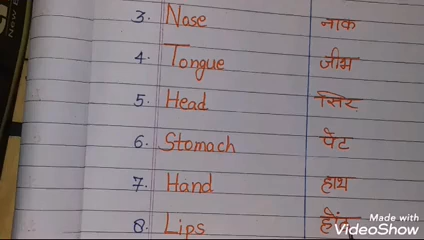 3. Nose नाक
4. Tongue जीभ
5. Head सिर
6. Stomach पेट
7. Hand हाथ
8. Lips
Made with
VideoShow